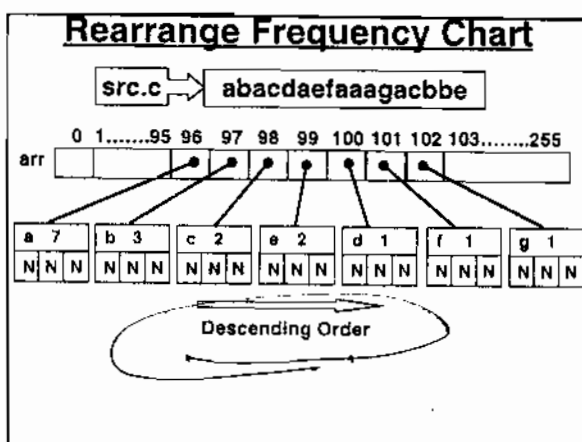 Rearrange Frequency Chart
src.c abacdaefaaagacbbe
0 1.......95 96 97 98 99 100 101 102 103........255
arr
a 7 b 3 c 2 e 2 d 1 f 1 g 1
N N N N N N N N N N N N N N N N N N N N N
Descending Order